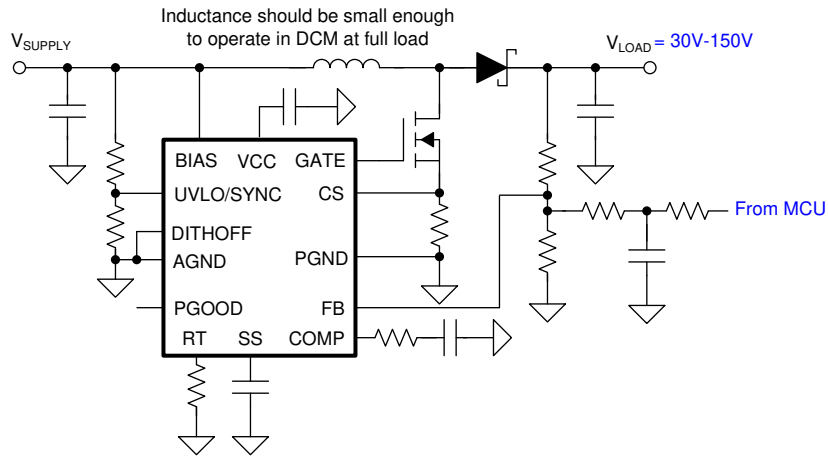 Inductance should be small enough
to operate in DCM at full load
VSUPPLY
VLOAD = 30V-150V
BIAS VCC GATE
UVLO/SYNC CS
DITHOFF
AGND PGND
PGOOD FB
RT SS COMP
From MCU